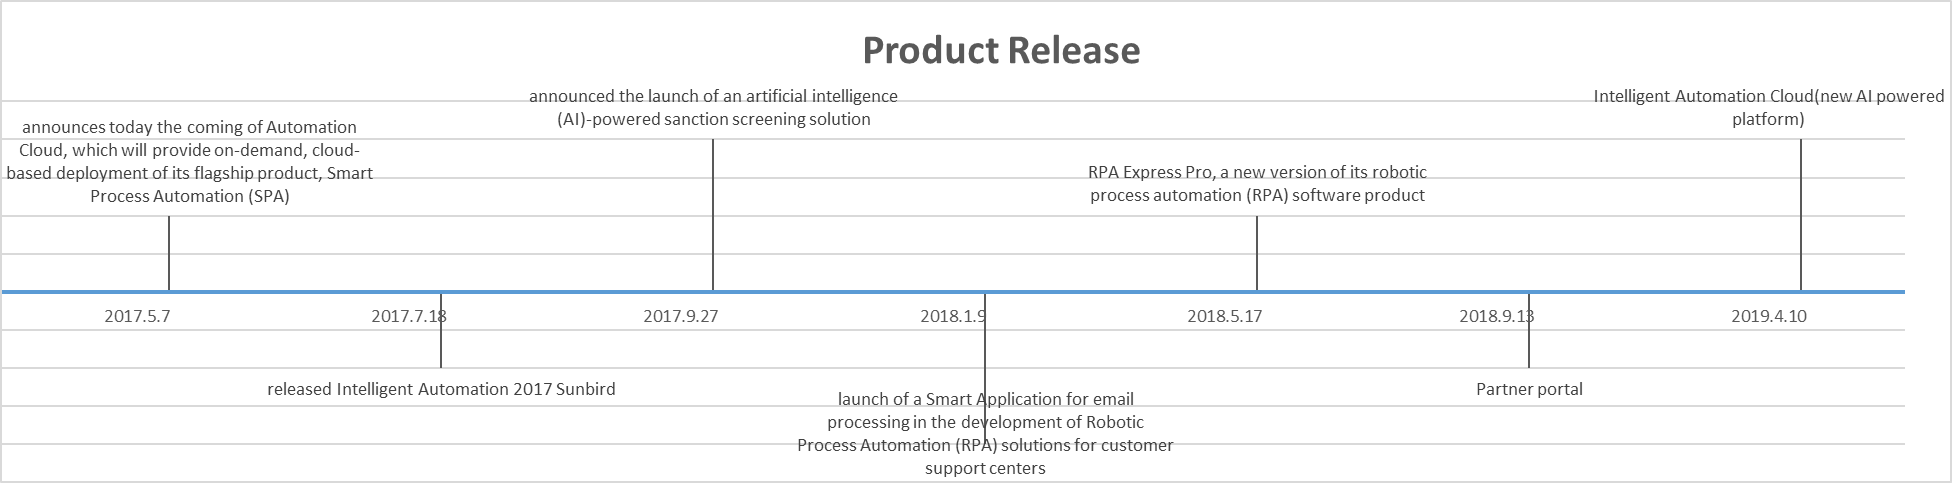 Product Release
announces today the coming of Automation
Cloud, which will provide on-demand, cloud-
based deployment of its flagship product, Smart
Process Automation (SPA)
announced the launch of an artificial intelligence
(AI)-powered sanction screening solution
RPA Express Pro, a new version of its robotic
process automation (RPA) software product
Intelligent Automation Cloud(new AI powered
platform)
2017.5.7
2017.7.18
2017.9.27
2018.1.9
2018.5.17
2018.9.13
2019.4.10
released Intelligent Automation 2017 Sunbird
launch of a Smart Application for email
processing in the development of Robotic
Process Automation (RPA) solutions for customer
support centers
Partner portal